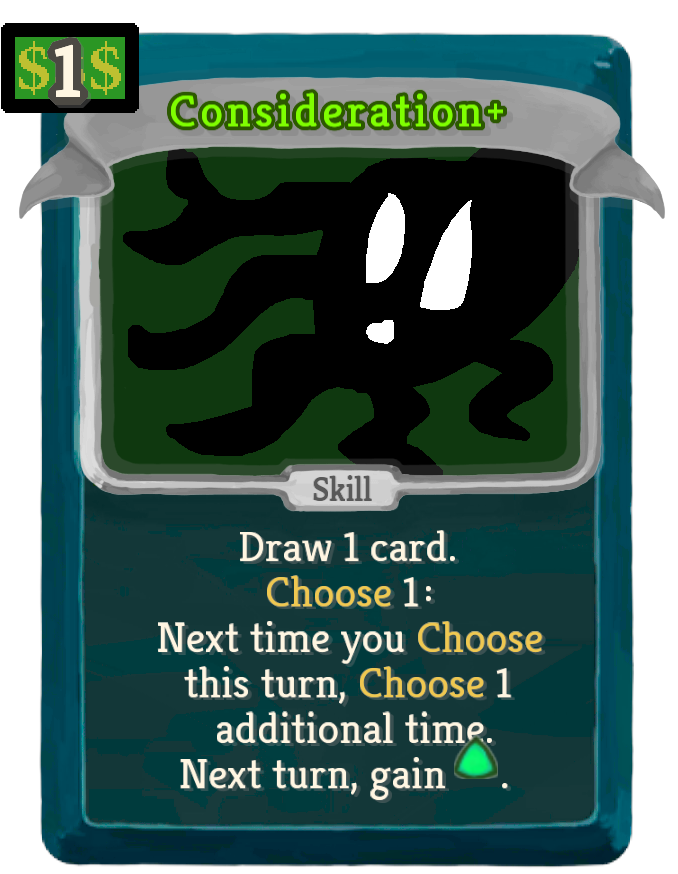 $1$
Consideration+
Skill
Draw 1 card.
Choose 1:
Next time you Choose
this turn, Choose 1
additional time.
Next turn, gain .